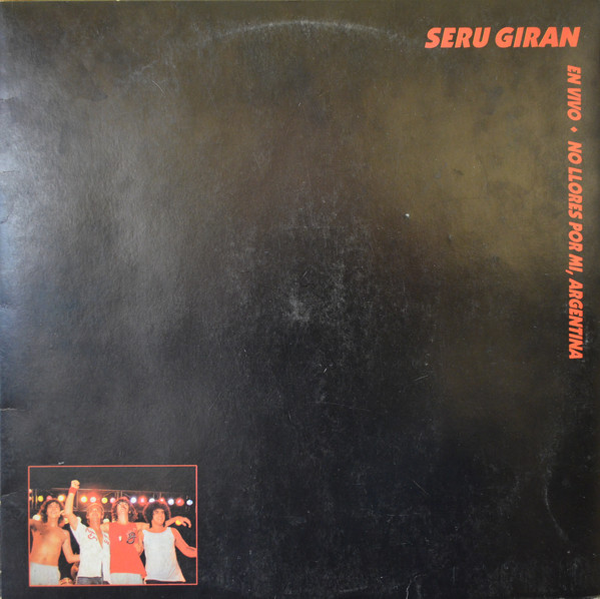 SERU GIRAN
EN VIVO • NO LLORES POR MI, ARGENTINA